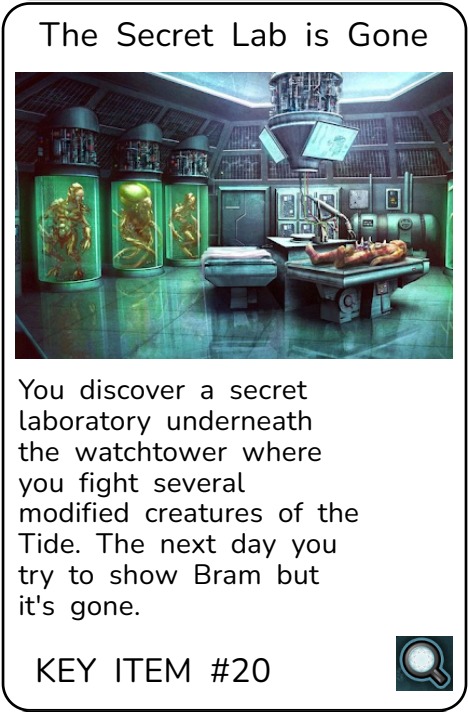 The Secret Lab is Gone
You discover a secret
laboratory underneath
the watchtower where
you fight several
modified creatures of the
Tide. The next day you
try to show Bram but
it's gone.
KEY ITEM #20